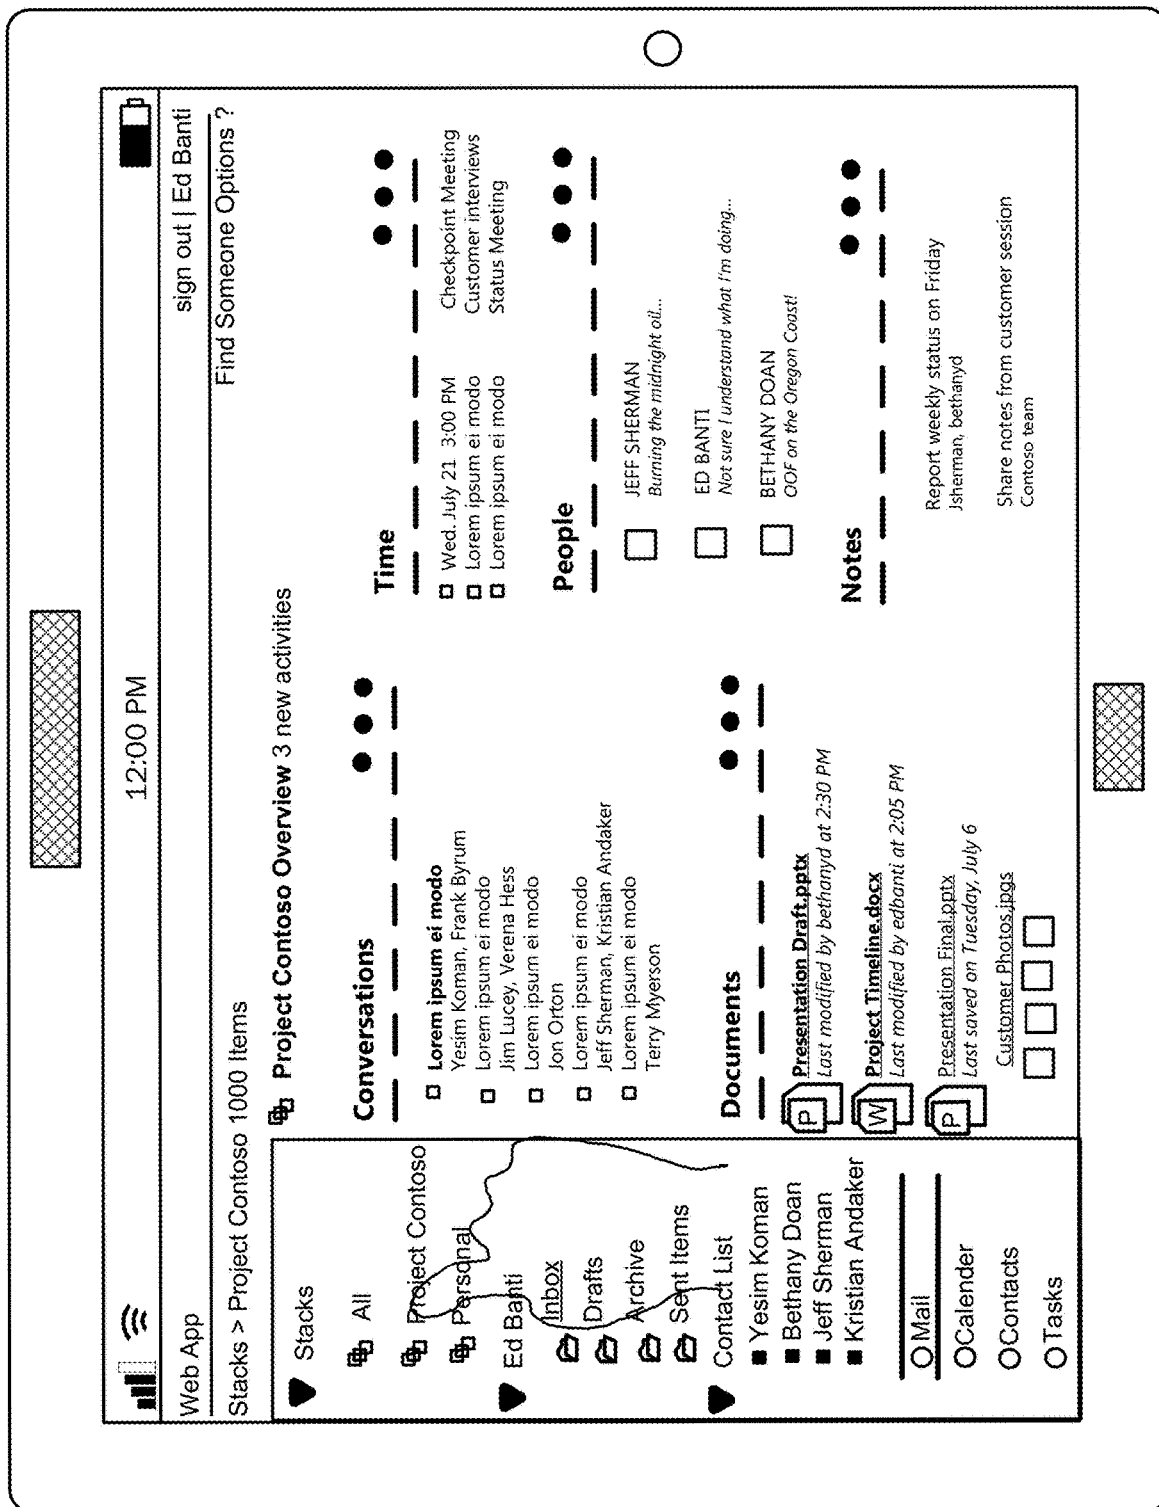 12:00 PM
Web App
sign out | Ed Banti
Stacks > Project Contoso 1000 Items
Find Someone Options ?
Stacks
All
Project Contoso
Personal
Ed Banti
Inbox
Drafts
Archive
Sent Items
Contact List
Yesim Koman
Bethany Doan
Jeff Sherman
Kristian Andaker
Mail
Calender
Contacts
Tasks
Project Contoso Overview 3 new activities
Conversations
Lorem ipsum ei modo
Yesim Koman, Frank Byrum
Lorem ipsum ei modo
Jim Lucey, Verena Hess
Lorem ipsum ei modo
Jon Orton
Lorem ipsum ei modo
Jeff Sherman, Kristian Andaker
Lorem ipsum ei modo
Terry Myerson
Documents
P
Presentation Draft.pptx
Last modified by bethanyd at 2:30 PM
W
Project Timeline.docx
Last modified by edbanti at 2:05 PM
P
Presentation Final.pptx
Last saved on Tuesday, July 6
Customer Photos.jpgs
Time
Wed. July 21 3:00 PM Checkpoint Meeting
Lorem ipsum ei modo Customer interviews
Lorem ipsum ei modo Status Meeting
People
JEFF SHERMAN
Burning the midnight oil...
ED BANTI
Not sure I understand what I'm doing...
BETHANY DOAN
OOF on the Oregon Coast!
Notes
Report weekly status on Friday
Jsherman, bethanyd
Share notes from customer session
Contoso team